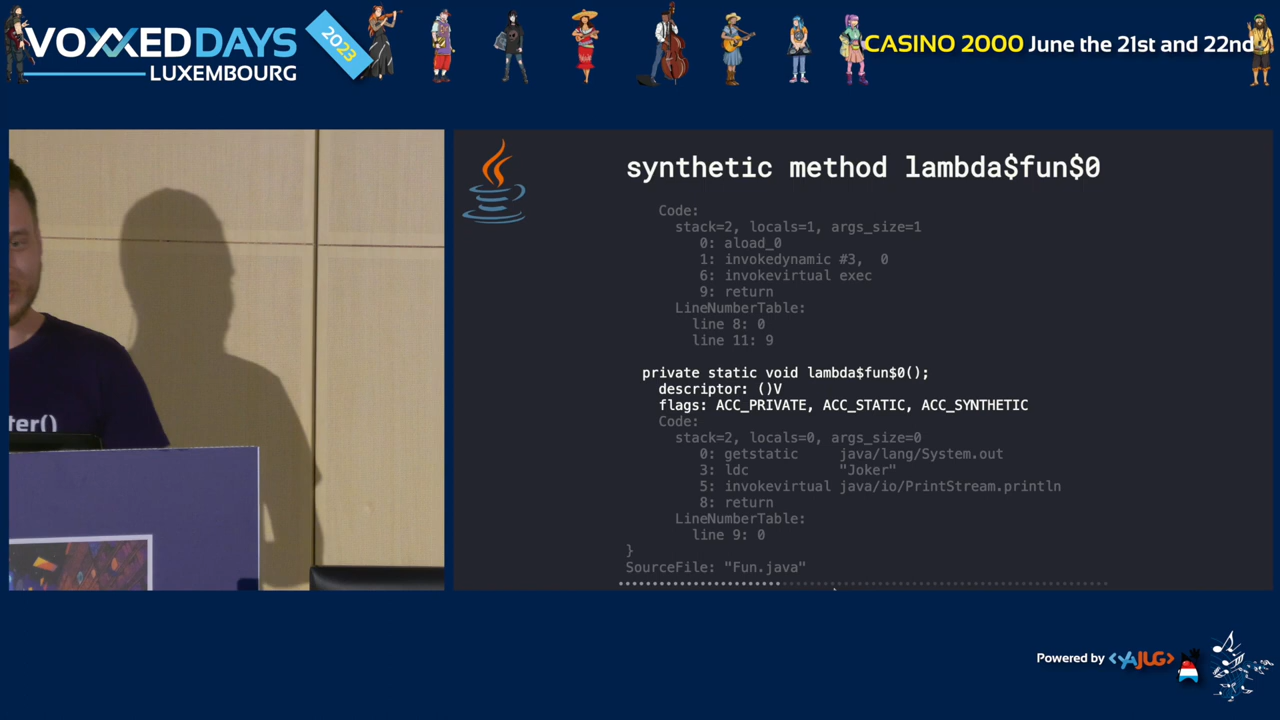 VOXXED DAYS
LUXEMBOURG
2023
CASINO 2000 June the 21st and 22nd
ter()
synthetic method lambda$fun$0
Code:
stack=2, locals=1, args_size=1
0: aload_0
1: invokedynamic #3,  0
6: invokevirtual exec
9: return
LineNumberTable:
line 8: 0
line 11: 9
private static void lambda$fun$0();
descriptor: ()V
flags: ACC_PRIVATE, ACC_STATIC, ACC_SYNTHETIC
Code:
stack=2, locals=0, args_size=0
0: getstatic     java/lang/System.out
3: ldc           "Joker"
5: invokevirtual java/io/PrintStream.println
8: return
LineNumberTable:
line 9: 0
}
SourceFile: "Fun.java"
Powered by <YAJUG>